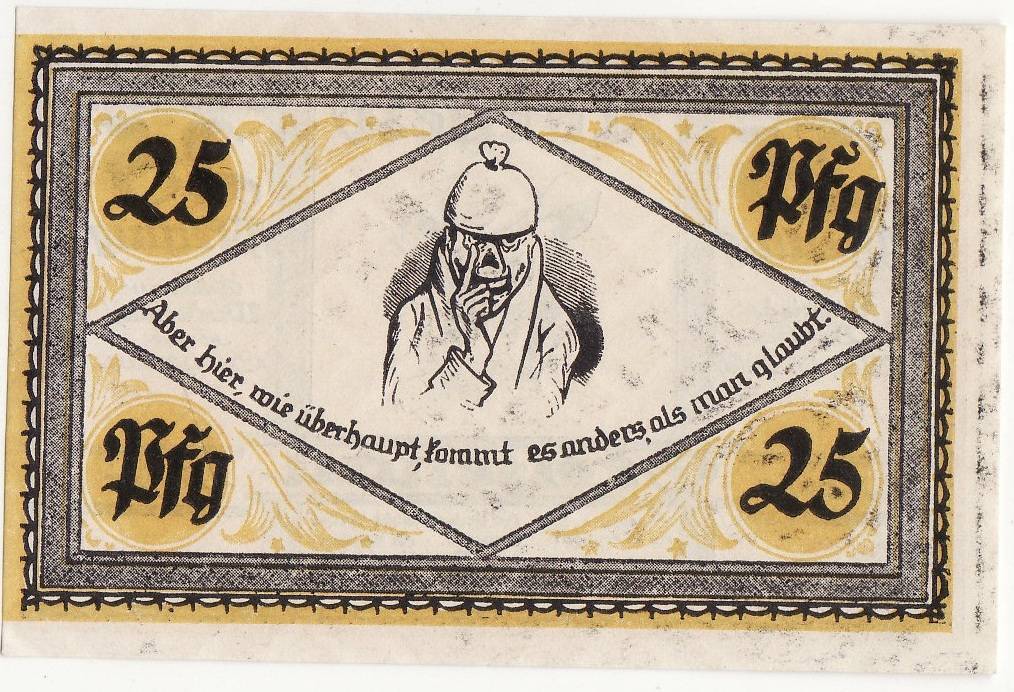 25
Pfg
Aber hier, wie überhaupt, kommt es anders, als man glaubt.
Pfg
25